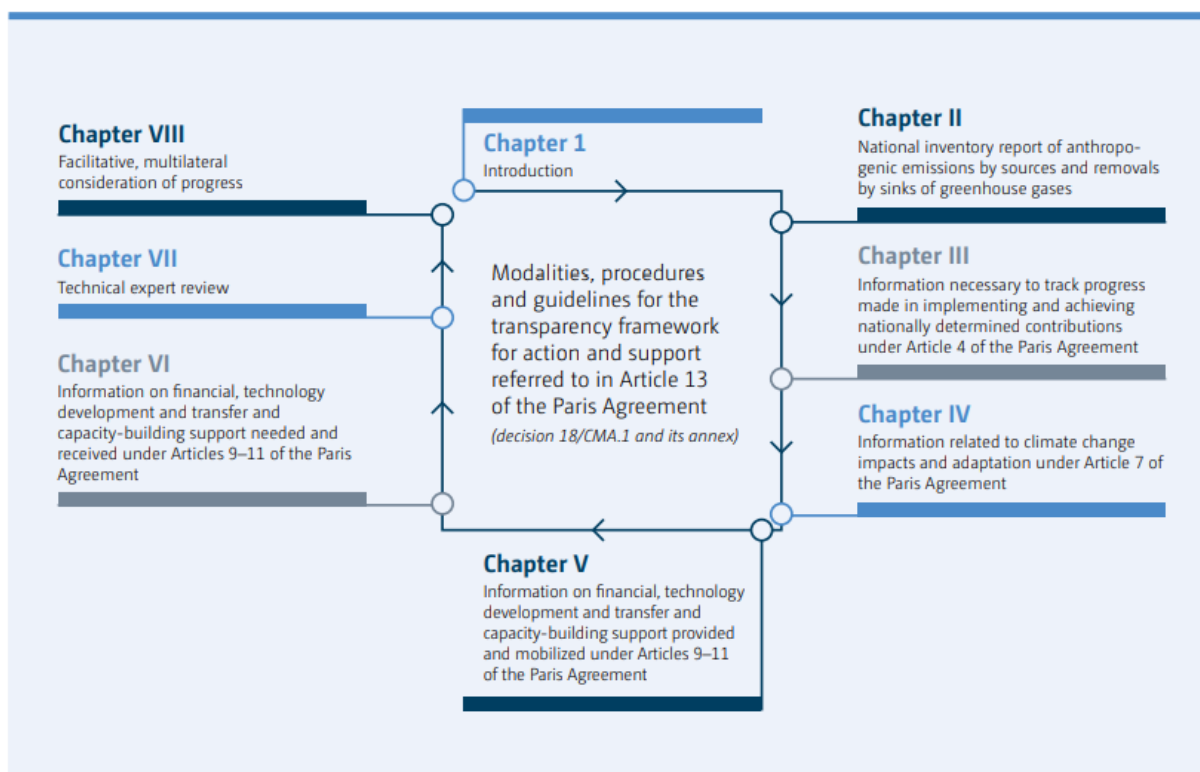 Chapter 1
Introduction
Chapter II
National inventory report of anthropo-
genic emissions by sources and removals
by sinks of greenhouse gases
Chapter III
Information necessary to track progress
made in implementing and achieving
nationally determined contributions
under Article 4 of the Paris Agreement
Chapter IV
Information related to climate change
impacts and adaptation under Article 7 of
the Paris Agreement
Chapter V
Information on financial, technology
development and transfer and
capacity-building support provided
and mobilized under Articles 9–11
of the Paris Agreement
Chapter VI
Information on financial, technology
development and transfer and
capacity-building support needed and
received under Articles 9–11 of the Paris
Agreement
Chapter VII
Technical expert review
Chapter VIII
Facilitative, multilateral
consideration of progress
Modalities, procedures
and guidelines for the
transparency framework
for action and support
referred to in Article 13
of the Paris Agreement
(decision 18/CMA.1 and its annex)